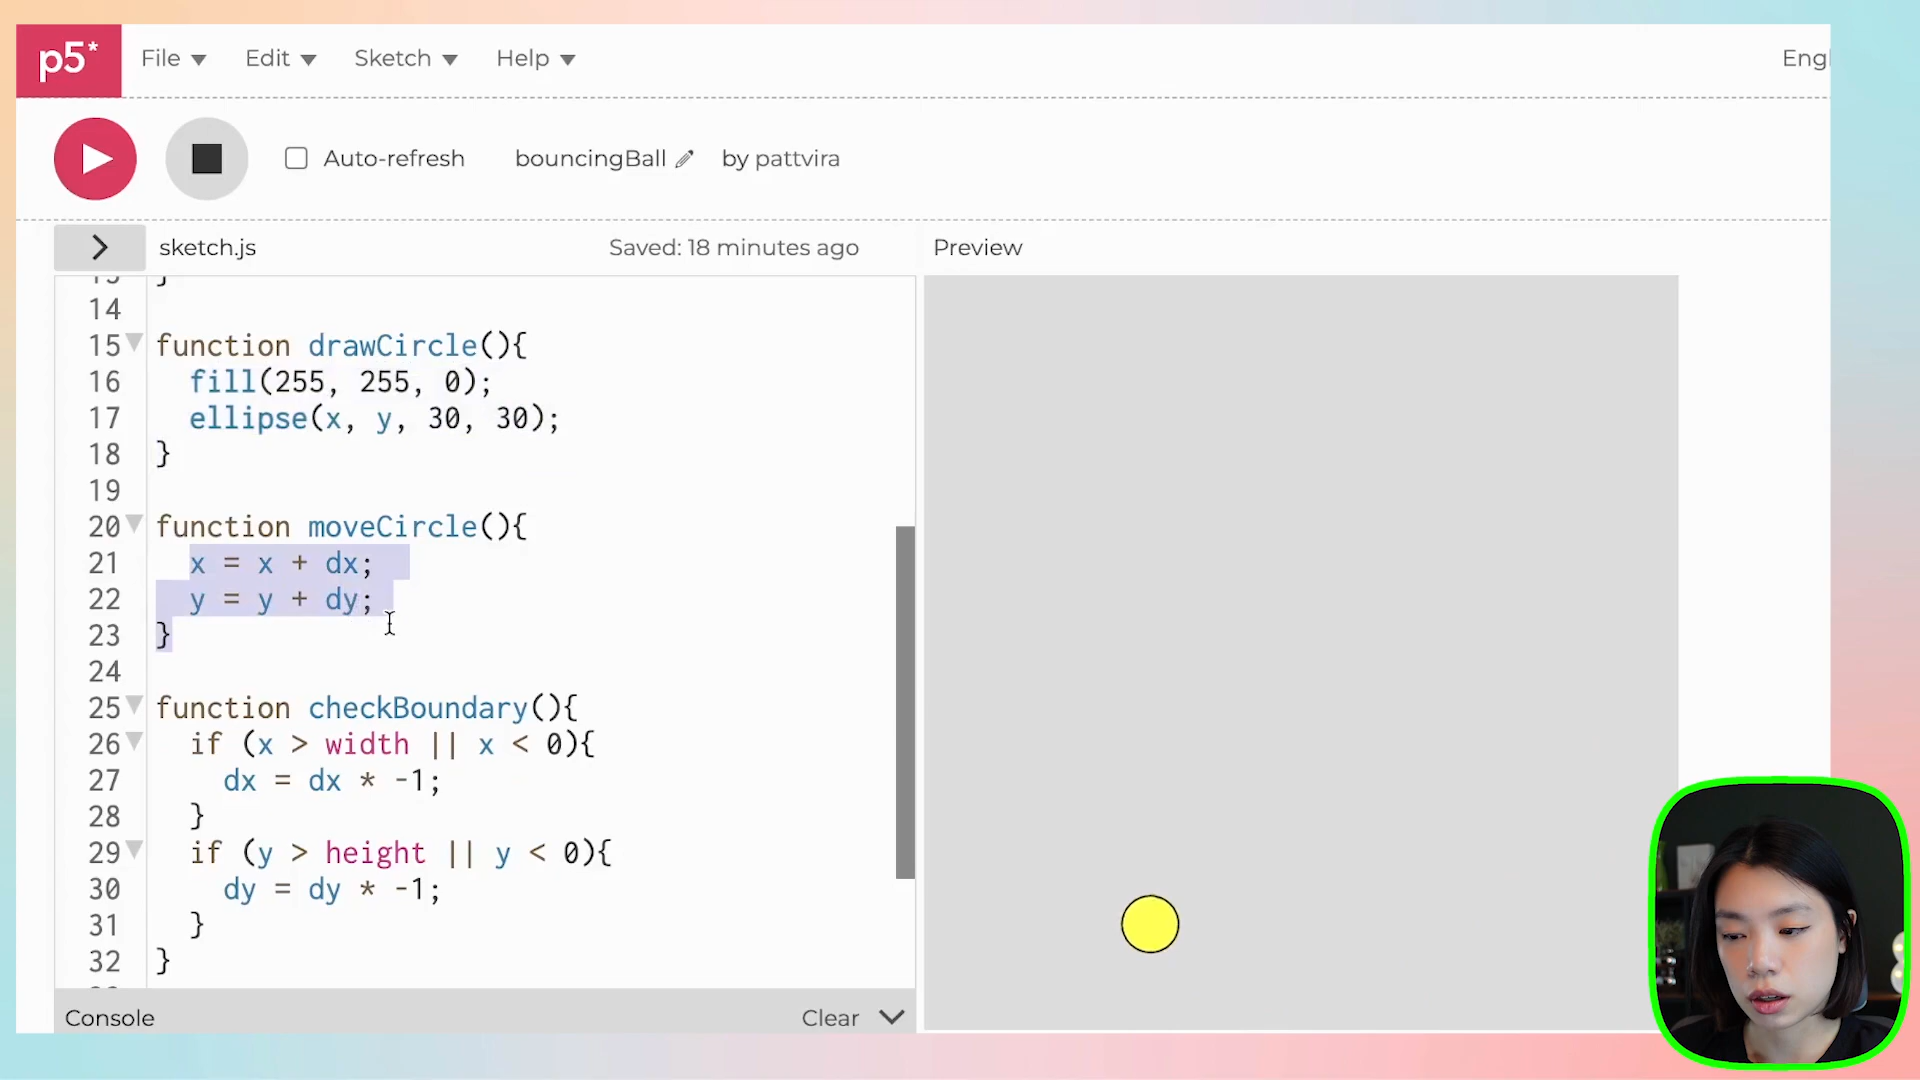 p5* File Edit Sketch Help Engl
Auto-refresh bouncingBall by pattvira
sketch.js Saved: 18 minutes ago Preview
14
15 function drawCircle(){
16 fill(255, 255, 0);
17 ellipse(x, y, 30, 30);
18 }
19
20 function moveCircle(){
21 x = x + dx;
22 y = y + dy;
23 }
24
25 function checkBoundary(){
26 if (x > width || x < 0){
27 dx = dx * -1;
28 }
29 if (y > height || y < 0){
30 dy = dy * -1;
31 }
32 }
Console Clear